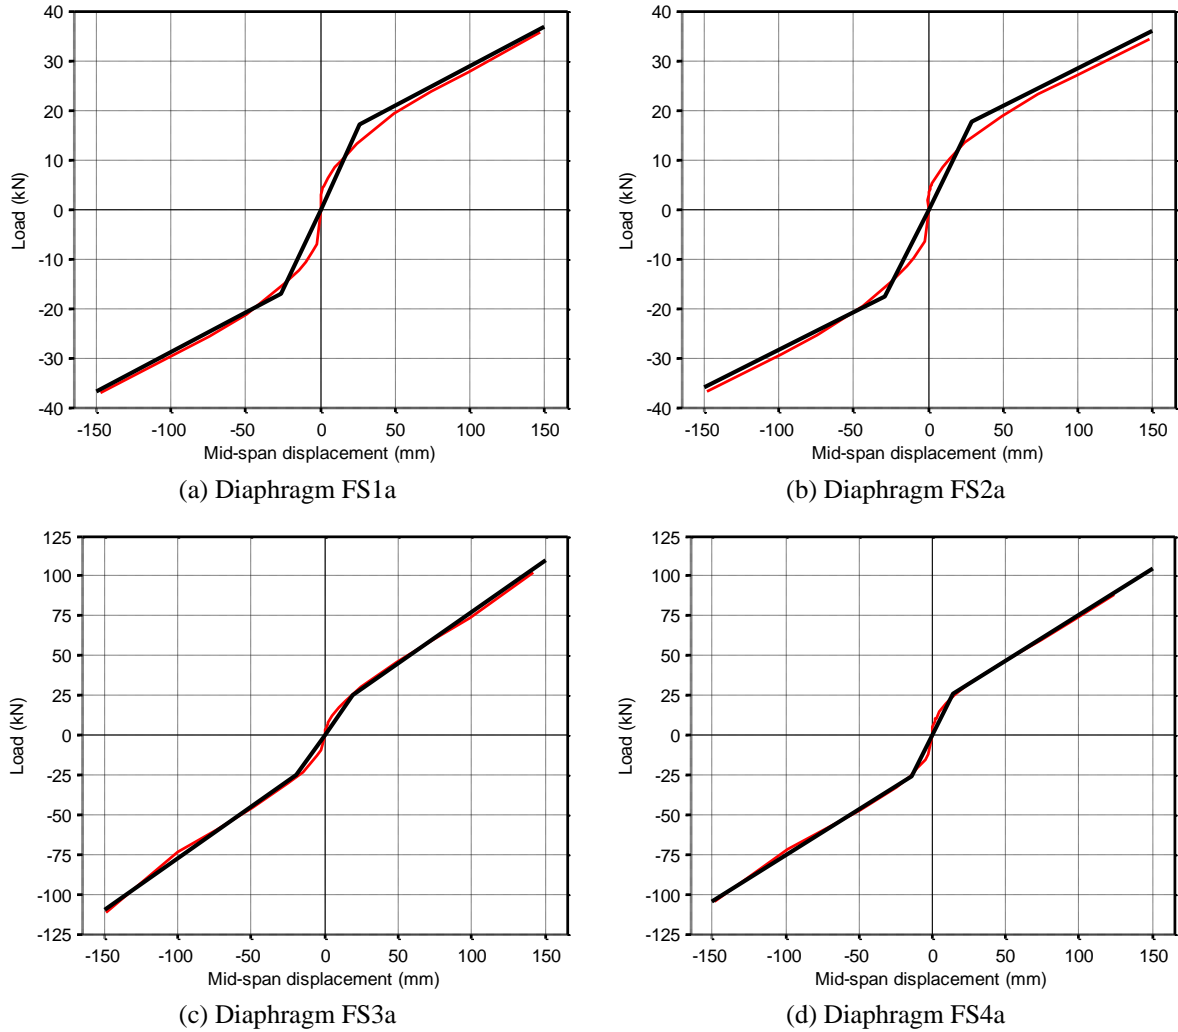 40
30
20
10
0
-10
-20
-30
-40
Load (kN)
-150 -100 -50 0 50 100 150
Mid-span displacement (mm)
(a) Diaphragm FS1a
40
30
20
10
0
-10
-20
-30
-40
Load (kN)
-150 -100 -50 0 50 100 150
Mid-span displacement (mm)
(b) Diaphragm FS2a
125
100
75
50
25
0
-25
-50
-75
-100
-125
Load (kN)
-150 -100 -50 0 50 100 150
Mid-span displacement (mm)
(c) Diaphragm FS3a
125
100
75
50
25
0
-25
-50
-75
-100
-125
Load (kN)
-150 -100 -50 0 50 100 150
Mid-span displacement (mm)
(d) Diaphragm FS4a